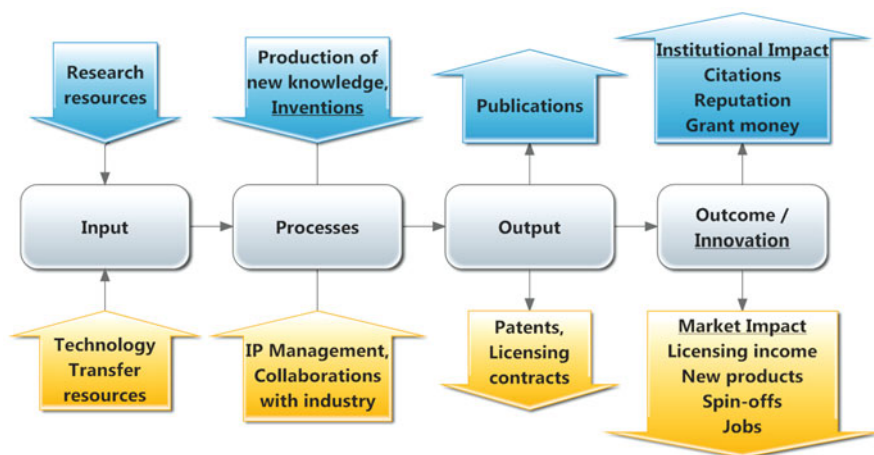 Research
resources
Production of
new knowledge,
Inventions
Publications
Institutional Impact
Citations
Reputation
Grant money
Input
Processes
Output
Outcome /
Innovation
Technology
Transfer
resources
IP Management,
Collaborations
with industry
Patents,
Licensing
contracts
Market Impact
Licensing income
New products
Spin-offs
Jobs